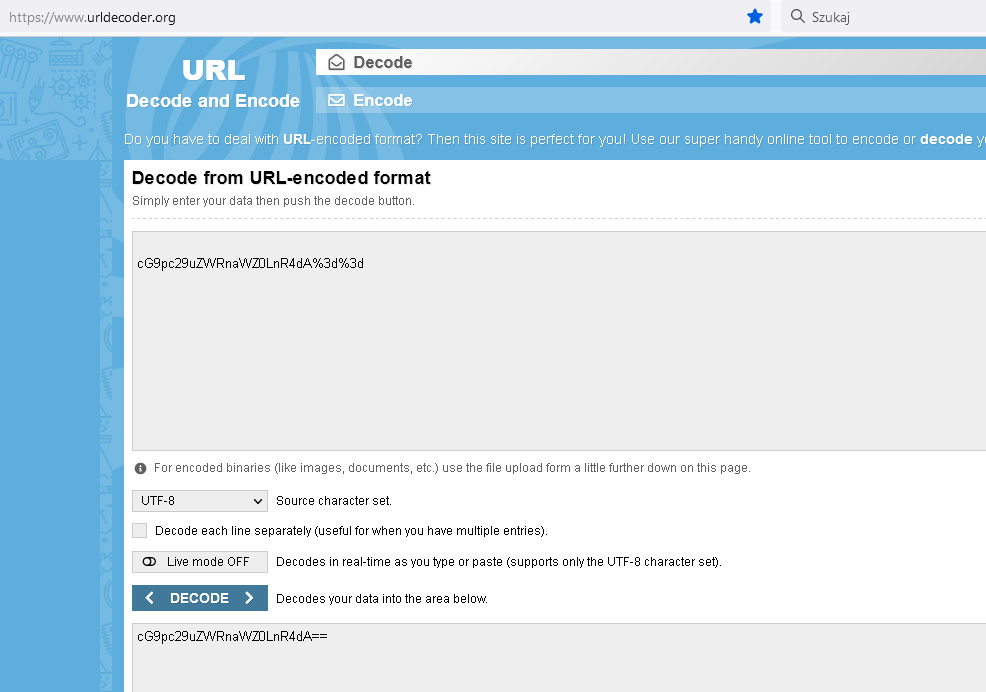 https://www.urldecoder.org
Szukaj
URL
Decode and Encode
Decode
Encode
Do you have to deal with URL-encoded format? Then this site is perfect for you! Use our super handy online tool to encode or decode
Decode from URL-encoded format
Simply enter your data then push the decode button.
cG9pc29uZWRnaWZ0LnR4dA%3d%3d
For encoded binaries (like images, documents, etc.) use the file upload form a little further down on this page.
UTF-8 Source character set.
Decode each line separately (useful for when you have multiple entries).
Live mode OFF Decodes in real-time as you type or paste (supports only the UTF-8 character set).
DECODE Decodes your data into the area below.
cG9pc29uZWRnaWZ0LnR4dA==